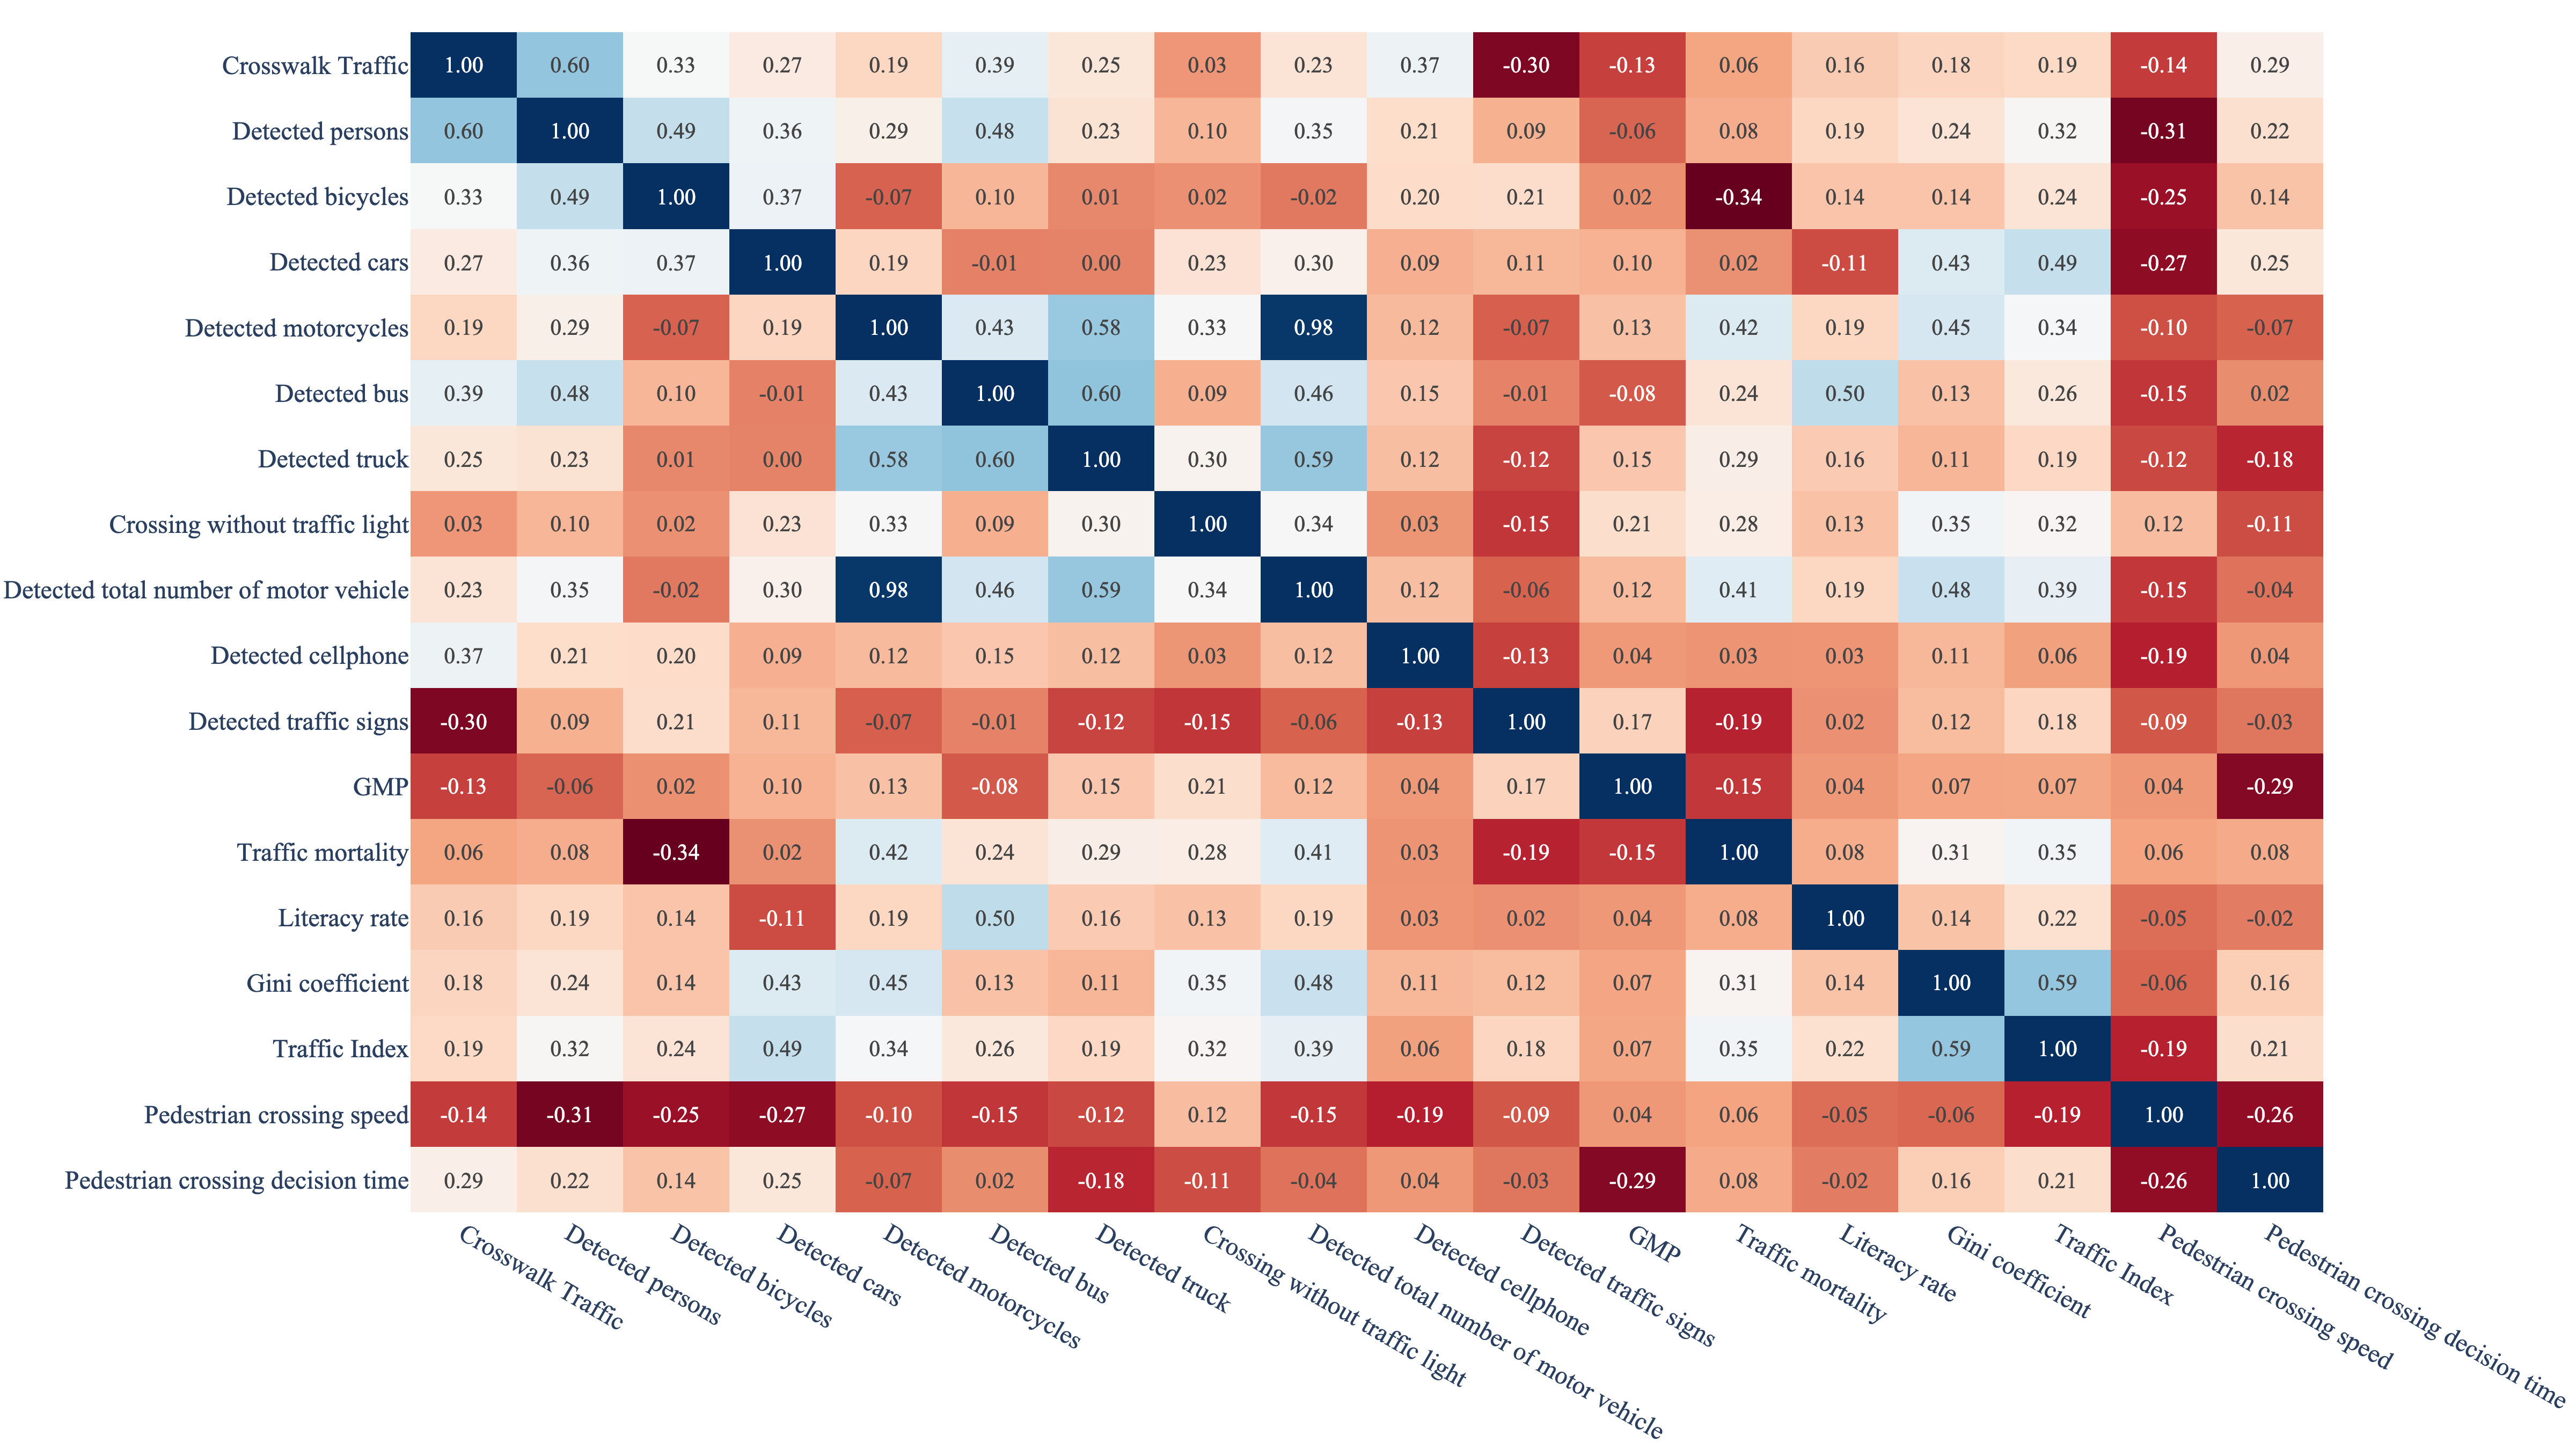 Crosswalk Traffic 1.00 0.60 0.33 0.27 0.19 0.39 0.25 0.03 0.23 0.37 -0.30 -0.13 0.06 0.16 0.18 0.19 -0.14 0.29
Detected persons 0.60 1.00 0.49 0.36 0.29 0.48 0.23 0.10 0.35 0.21 0.09 -0.06 0.08 0.19 0.24 0.32 -0.31 0.22
Detected bicycles 0.33 0.49 1.00 0.37 -0.07 0.10 0.01 0.02 -0.02 0.20 0.21 0.02 -0.34 0.14 0.14 0.24 -0.25 0.14
Detected cars 0.27 0.36 0.37 1.00 0.19 -0.01 0.00 0.23 0.30 0.09 0.11 0.10 0.02 -0.11 0.43 0.49 -0.27 0.25
Detected motorcycles 0.19 0.29 -0.07 0.19 1.00 0.43 0.58 0.33 0.98 0.12 -0.07 0.13 0.42 0.19 0.45 0.34 -0.10 -0.07
Detected bus 0.39 0.48 0.10 -0.01 0.43 1.00 0.60 0.09 0.46 0.15 -0.01 -0.08 0.24 0.50 0.13 0.26 -0.15 0.02
Detected truck 0.25 0.23 0.01 0.00 0.58 0.60 1.00 0.30 0.59 0.12 -0.12 0.15 0.29 0.16 0.11 0.19 -0.12 -0.18
Crossing without traffic light 0.03 0.10 0.02 0.23 0.33 0.09 0.30 1.00 0.34 0.03 -0.15 0.21 0.28 0.13 0.35 0.32 0.12 -0.11
Detected total number of motor vehicle 0.23 0.35 -0.02 0.30 0.98 0.46 0.59 0.34 1.00 0.12 -0.06 0.12 0.41 0.19 0.48 0.39 -0.15 -0.04
Detected cellphone 0.37 0.21 0.20 0.09 0.12 0.15 0.12 0.03 0.12 1.00 -0.13 0.04 0.03 0.03 0.11 0.06 -0.19 0.04
Detected traffic signs -0.30 0.09 0.21 0.11 -0.07 -0.01 -0.12 -0.15 -0.06 -0.13 1.00 0.17 -0.19 0.02 0.12 0.18 -0.09 -0.03
GMP -0.13 -0.06 0.02 0.10 0.13 -0.08 0.15 0.21 0.12 0.04 0.17 1.00 -0.15 0.04 0.07 0.07 0.04 -0.29
Traffic mortality 0.06 0.08 -0.34 0.02 0.42 0.24 0.29 0.28 0.41 0.03 -0.19 -0.15 1.00 0.08 0.31 0.35 0.06 0.08
Literacy rate 0.16 0.19 0.14 -0.11 0.19 0.50 0.16 0.13 0.19 0.03 0.02 0.04 0.08 1.00 0.14 0.22 -0.05 -0.02
Gini coefficient 0.18 0.24 0.14 0.43 0.45 0.13 0.11 0.35 0.48 0.11 0.12 0.07 0.31 0.14 1.00 0.59 -0.06 0.16
Traffic Index 0.19 0.32 0.24 0.49 0.34 0.26 0.19 0.32 0.39 0.06 0.18 0.07 0.35 0.22 0.59 1.00 -0.19 0.21
Pedestrian crossing speed -0.14 -0.31 -0.25 -0.27 -0.10 -0.15 -0.12 0.12 -0.15 -0.19 -0.09 0.04 0.06 -0.05 -0.06 -0.19 1.00 -0.26
Pedestrian crossing decision time 0.29 0.22 0.14 0.25 -0.07 0.02 -0.18 -0.11 -0.04 0.04 -0.03 -0.29 0.08 -0.02 0.16 0.21 -0.26 1.00
Crosswalk Traffic
Detected persons
Detected bicycles
Detected cars
Detected motorcycles
Detected bus
Detected truck
Crossing without traffic light
Detected total number of motor vehicle
Detected cellphone
Detected traffic signs
GMP
Traffic mortality
Literacy rate
Gini coefficient
Traffic Index
Pedestrian crossing speed
Pedestrian crossing decision time